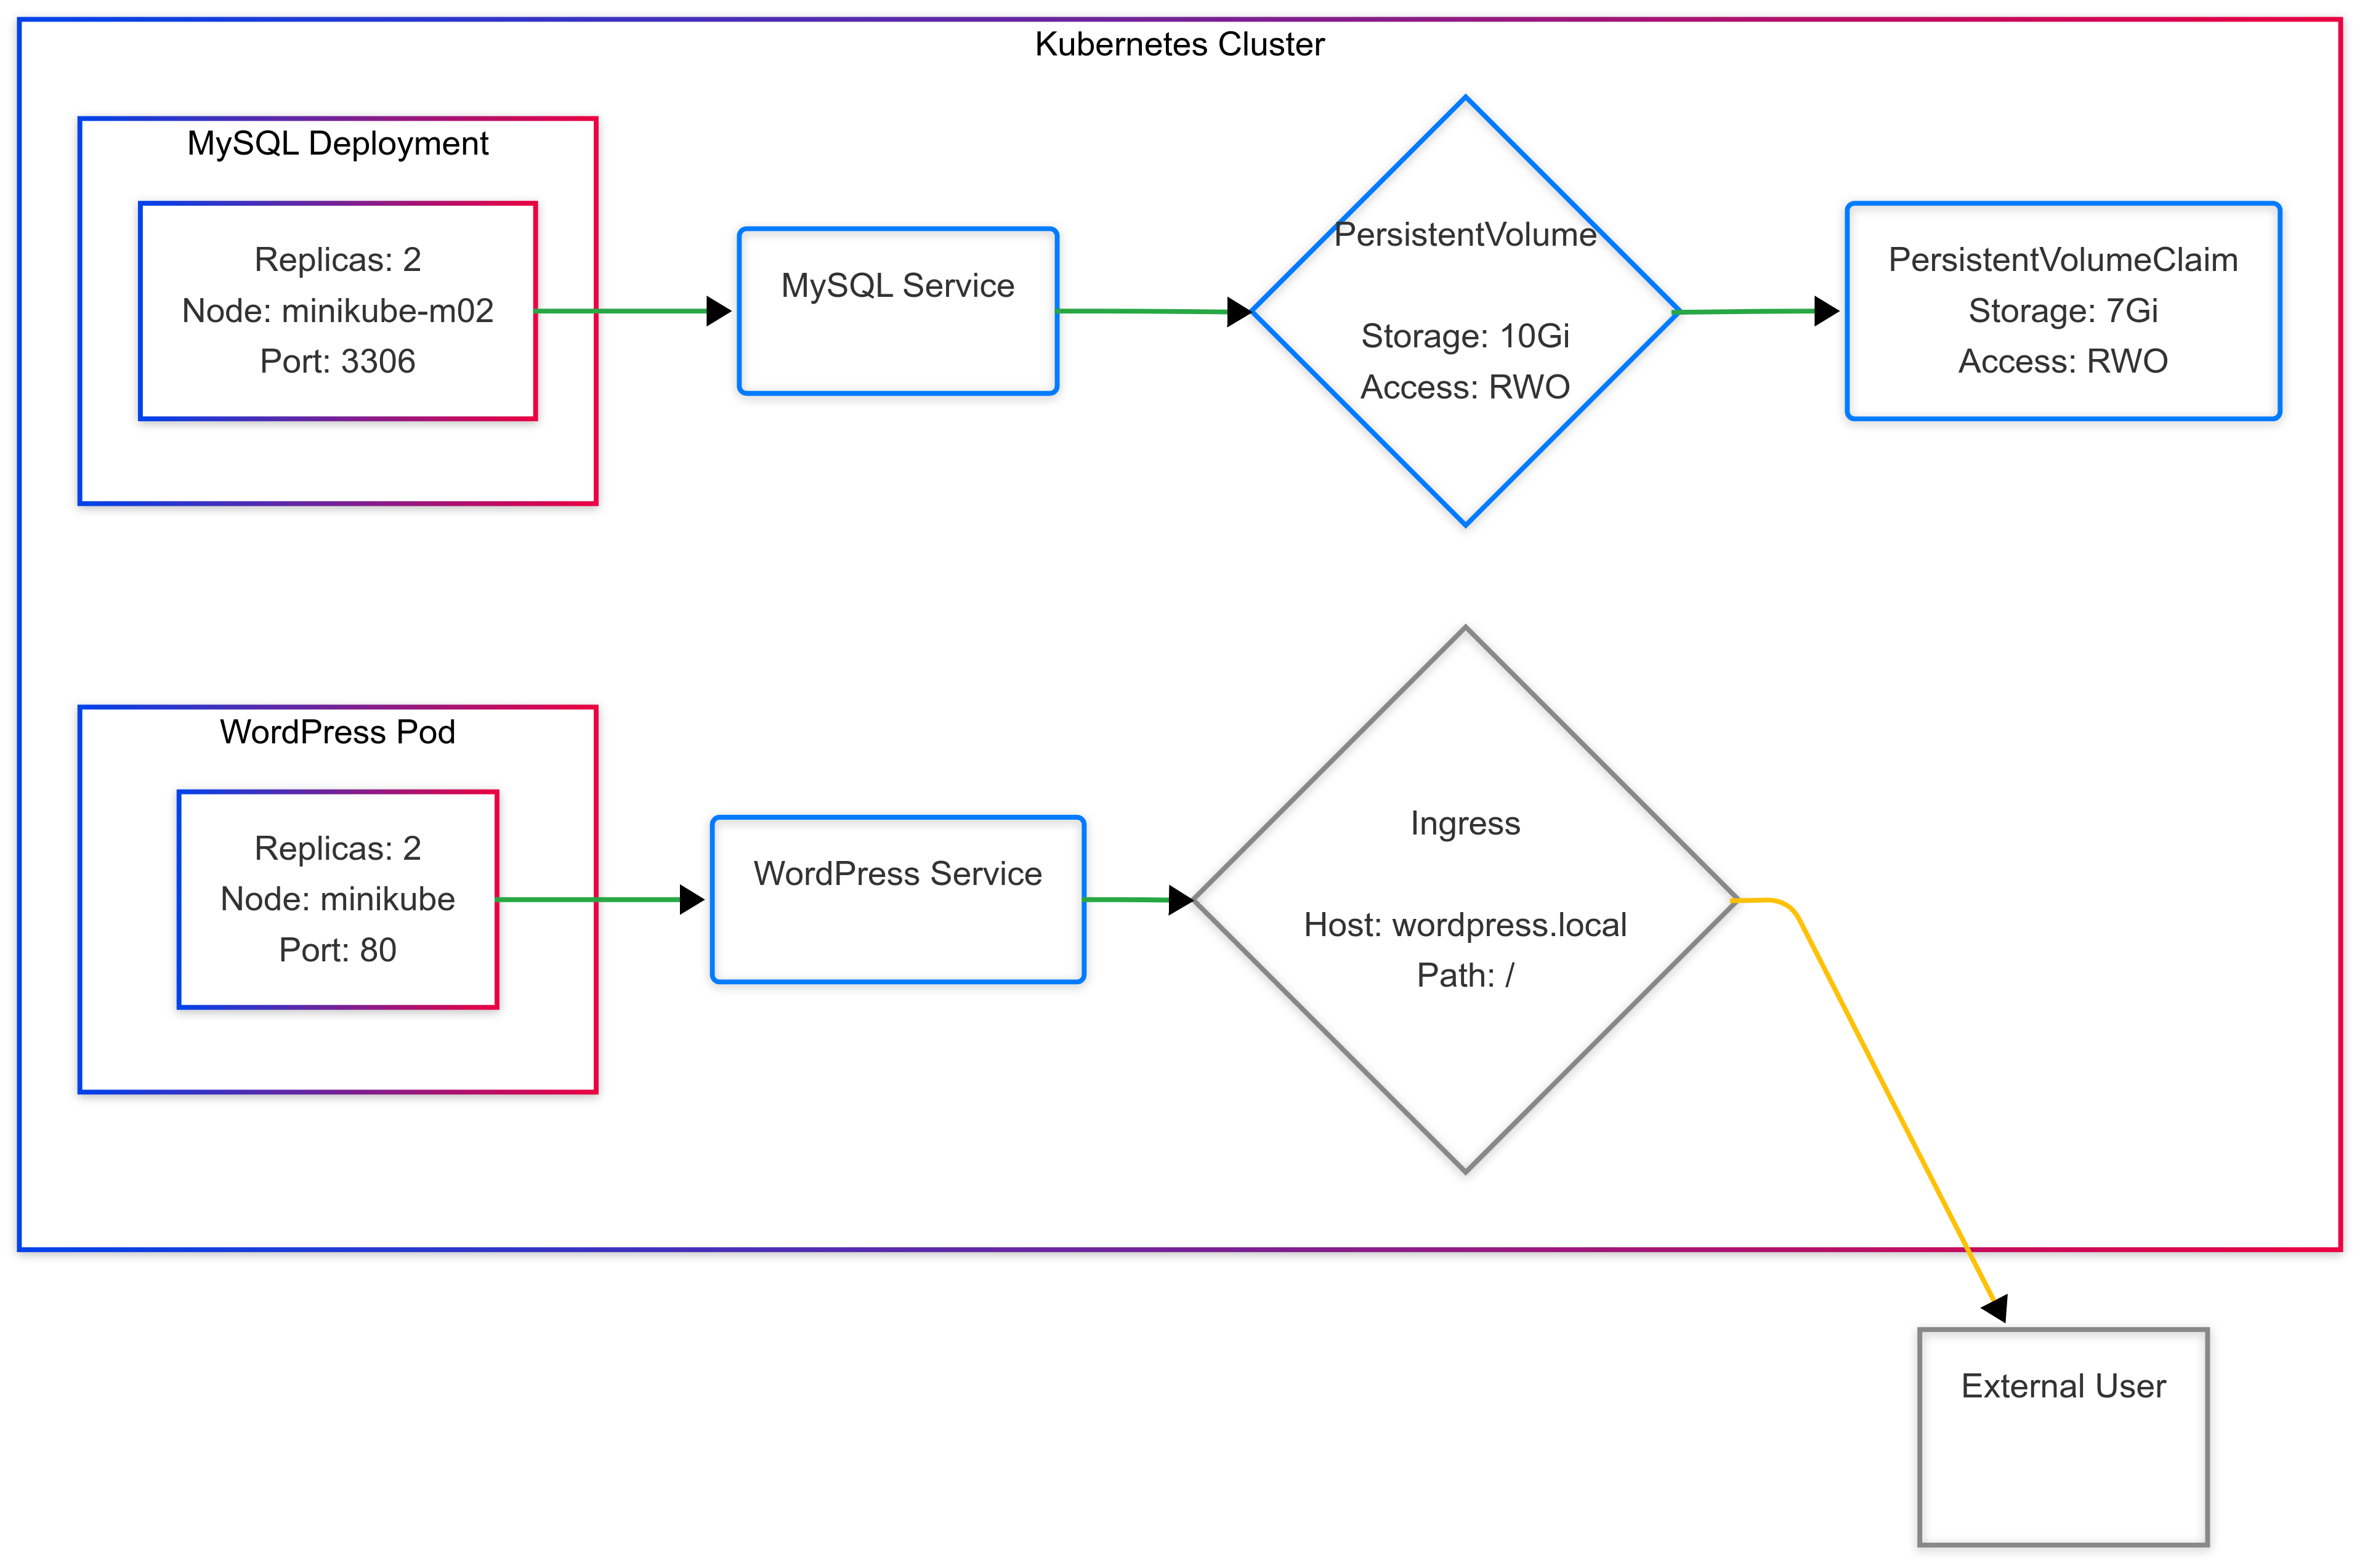 Kubernetes Cluster
MySQL Deployment
Replicas: 2
Node: minikube-m02
Port: 3306
MySQL Service
PersistentVolume
Storage: 10Gi
Access: RWO
PersistentVolumeClaim
Storage: 7Gi
Access: RWO
WordPress Pod
Replicas: 2
Node: minikube
Port: 80
WordPress Service
Ingress
Host: wordpress.local
Path: /
External User